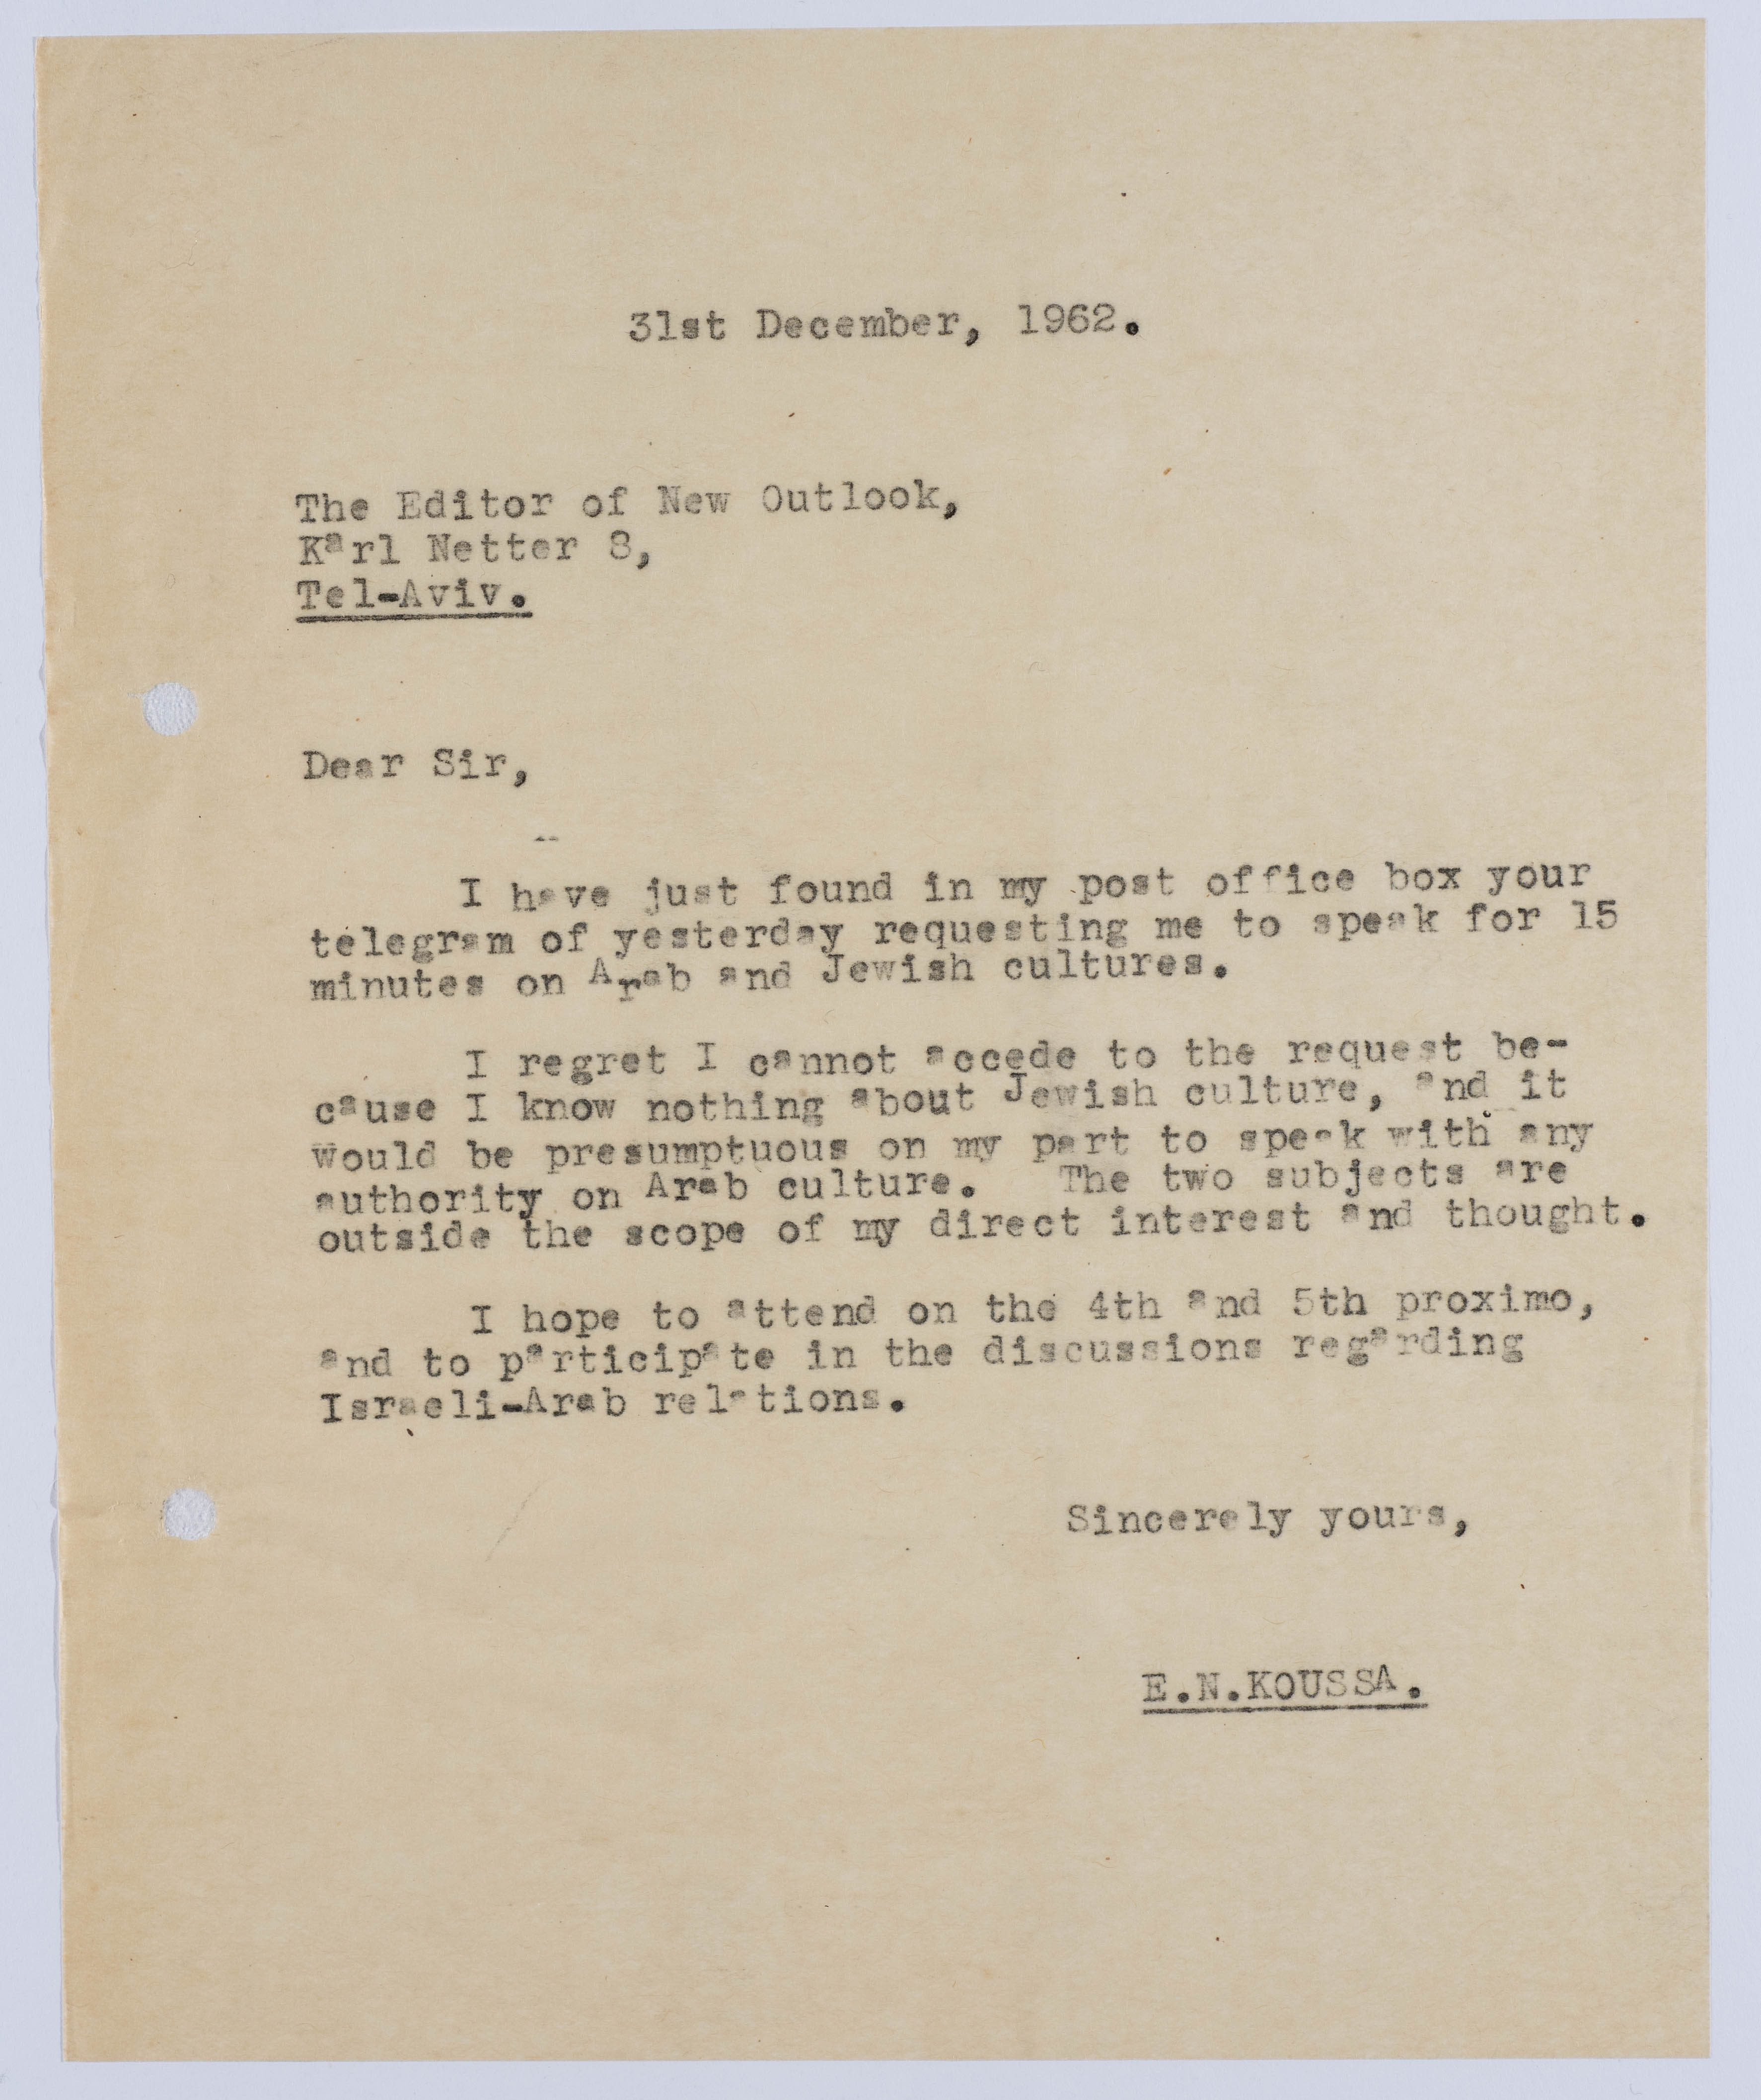 31st December, 1962.
The Editor of New Outlook,
Karl Netter 8,
Tel-Aviv.
Dear Sir,
I have just found in my post office box your
telegram of yesterday requesting me to speak for 15
minutes on Arab and Jewish cultures.
I regret I cannot accede to the request be-
cause I know nothing about Jewish culture, and it
would be presumptuous on my part to speak with any
authority on Arab culture. The two subjects are
outside the scope of my direct interest and thought.
I hope to attend on the 4th and 5th proximo,
and to participate in the discussions regarding
Israeli-Arab relations.
Sincerely yours,
E.N.KOUSSA.